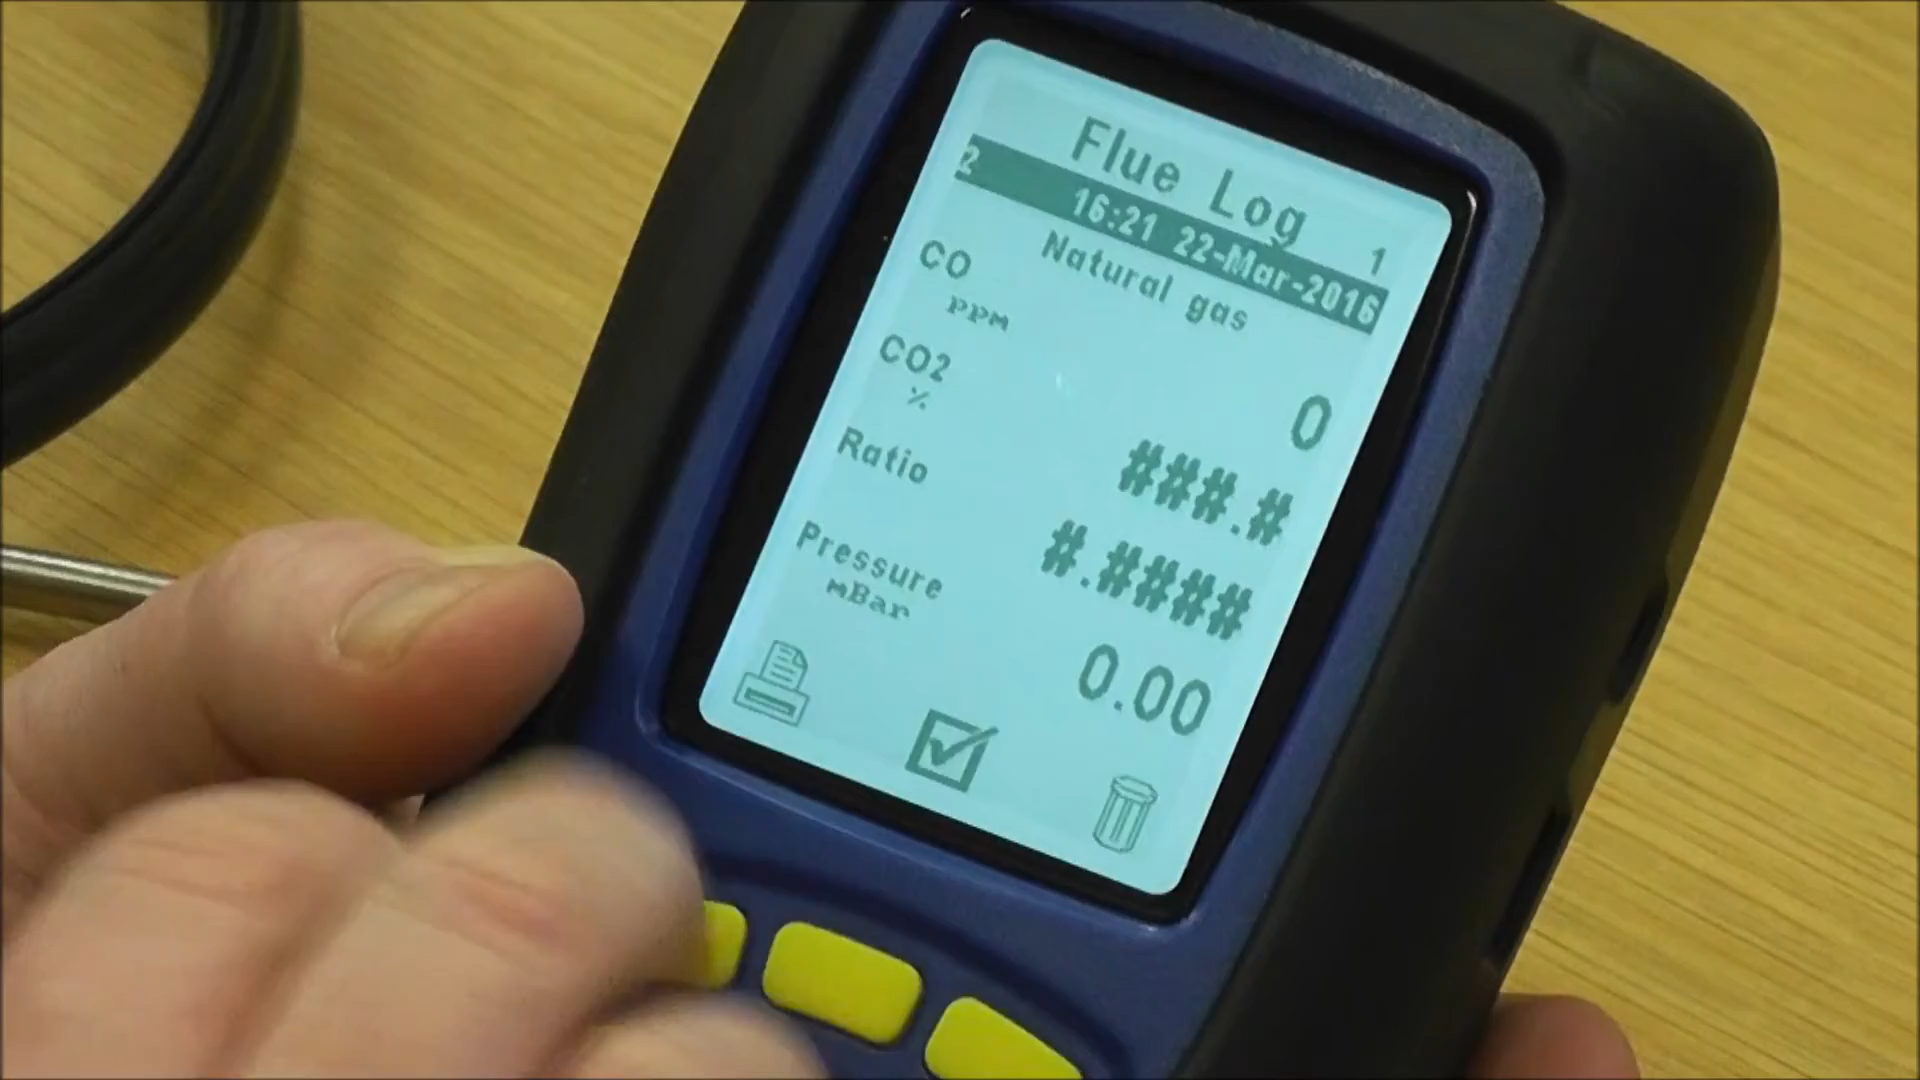 Flue Log 1
2 16:21 22-Mar-2016
Natural gas
CO ppm 0
CO2 % ###.#
Ratio #.####
Pressure mBar 0.00